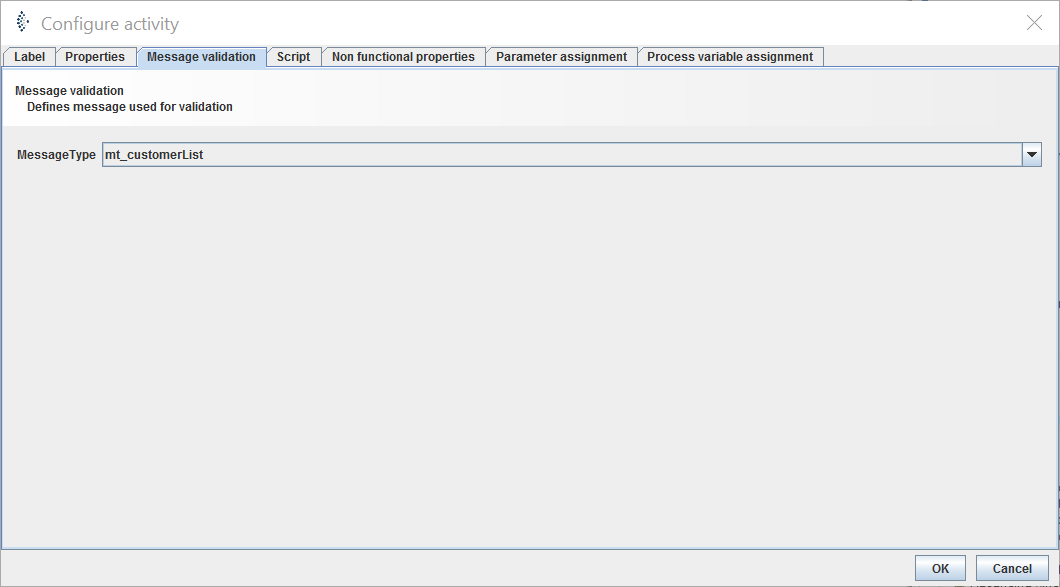 Configure activity
Label Properties Message validation Script Non functional properties Parameter assignment Process variable assignment
Message validation
Defines message used for validation
MessageType mt_customerList
OK Cancel